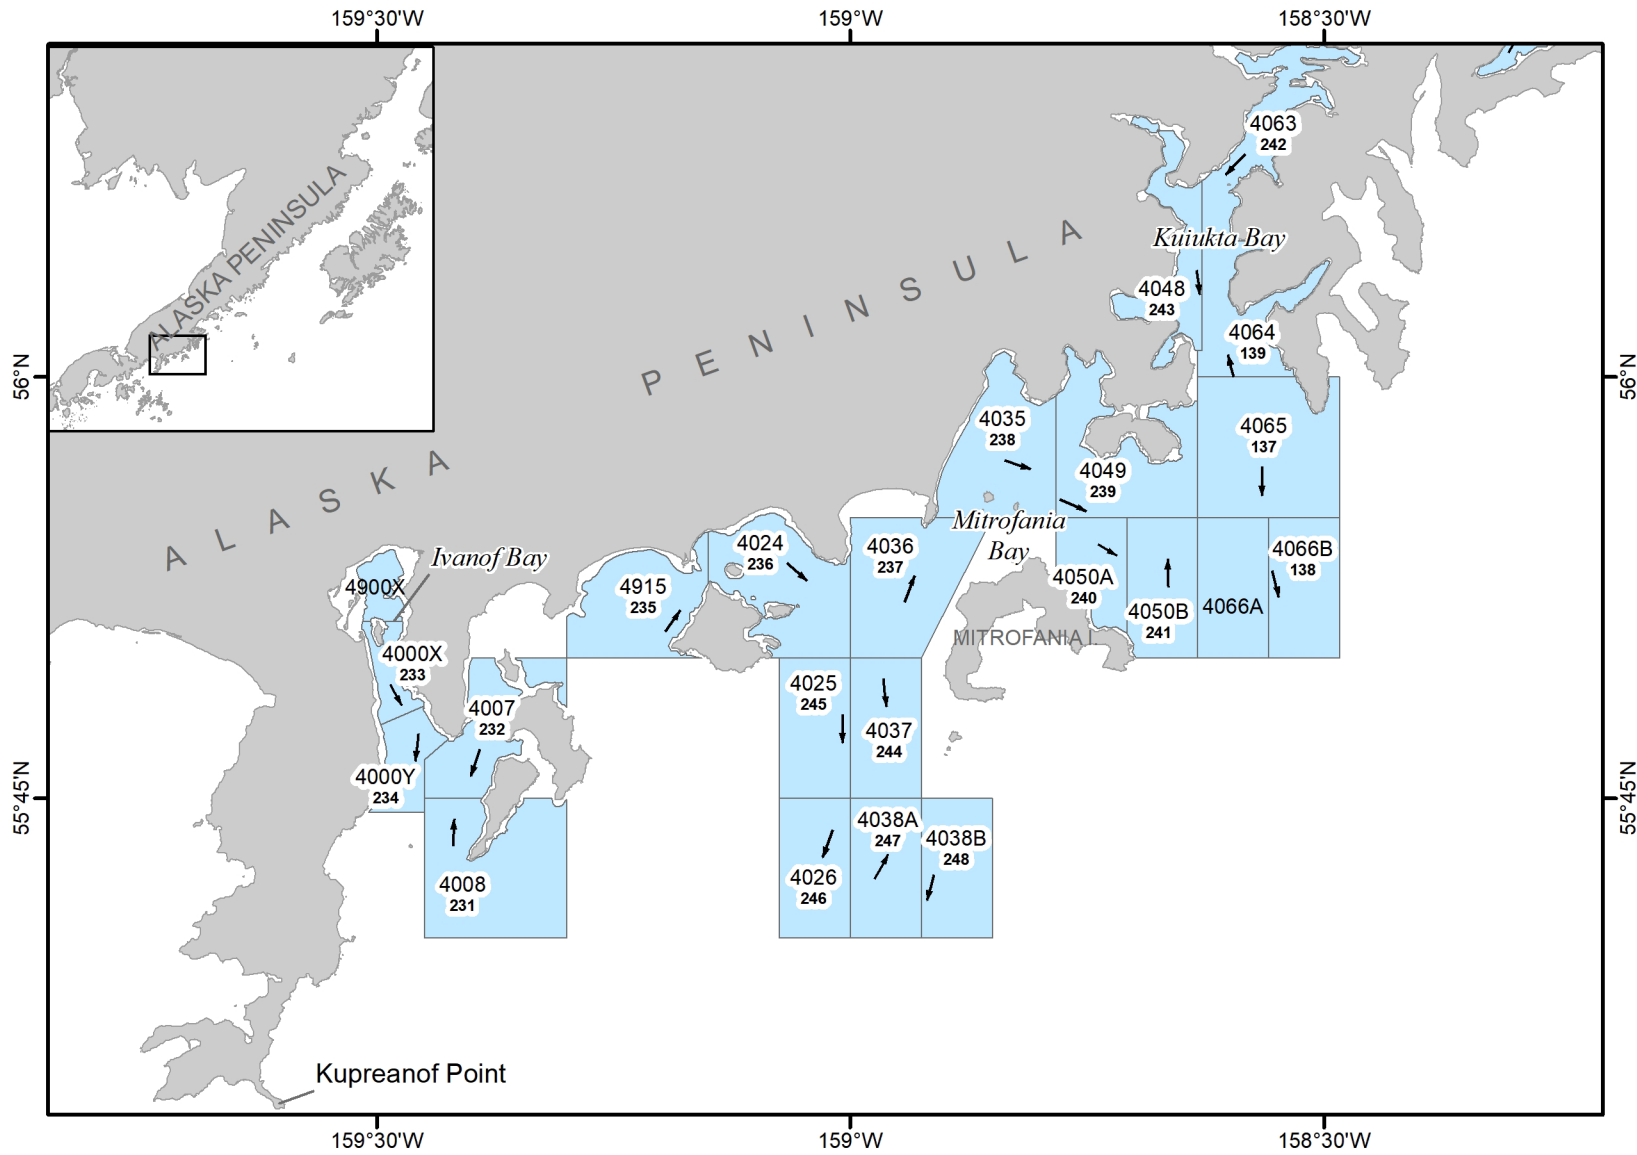 159°30'W
159°W
158°30'W
56°N
55°45'N
56°N
55°45'N
ALASKA PENINSULA
ALASKA
PENINSULA
Kuiukta Bay
Ivanof Bay
Mitrofania
Bay
MITROFANIA I.
Kupreanof Point
4063
242
4048
243
4064
139
4035
238
4065
137
4049
239
4024
236
4036
237
4066B
138
4050A
240
4050B
241
4066A
4900X
4915
235
4000X
233
4025
245
4007
232
4037
244
4000Y
234
4038A
247
4038B
248
4026
246
4008
231
159°30'W
159°W
158°30'W